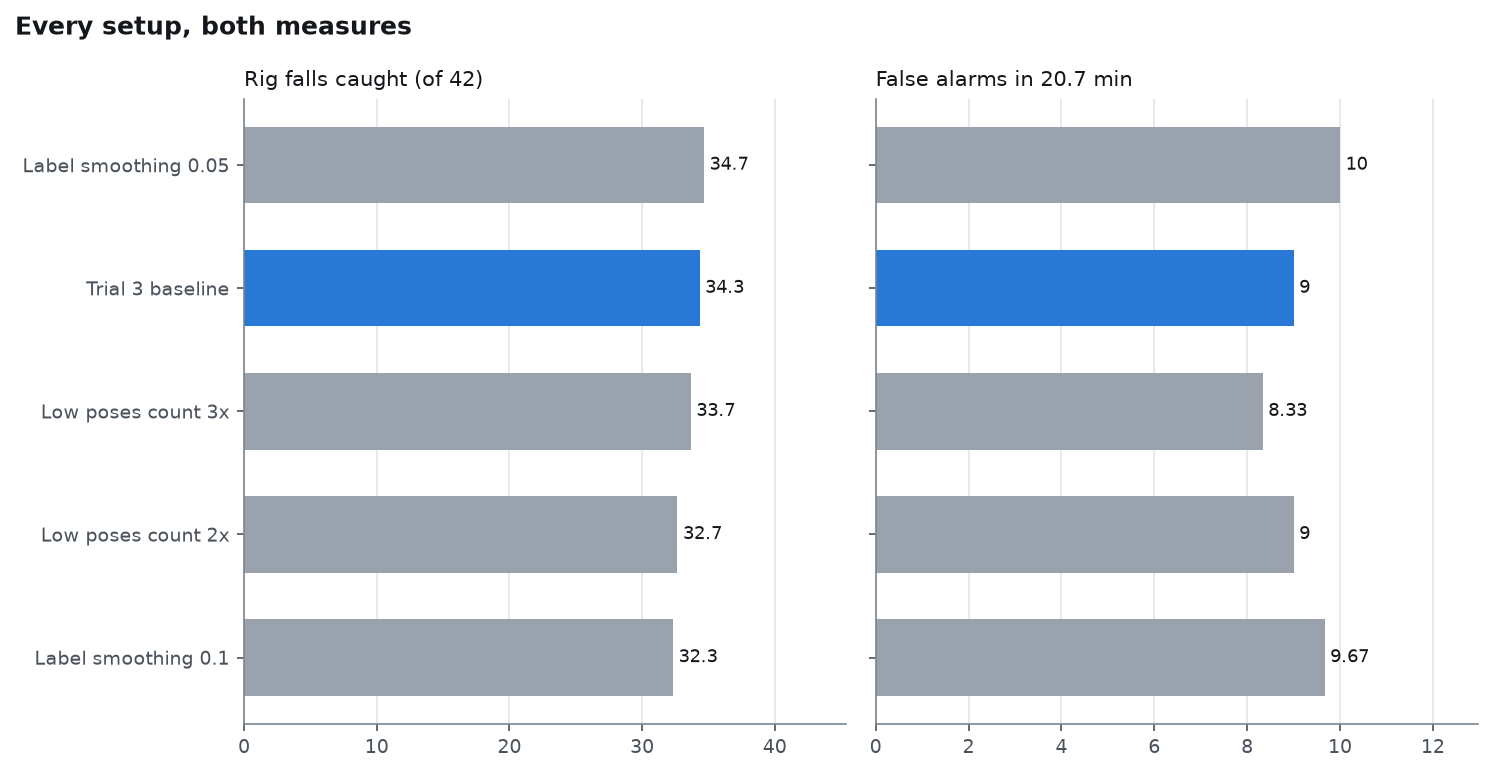 Every setup, both measures
Rig falls caught (of 42)
Label smoothing 0.05
34.7
Trial 3 baseline
34.3
Low poses count 3x
33.7
Low poses count 2x
32.7
Label smoothing 0.1
32.3
0 10 20 30 40
False alarms in 20.7 min
10
9
8.33
9
9.67
0 2 4 6 8 10 12